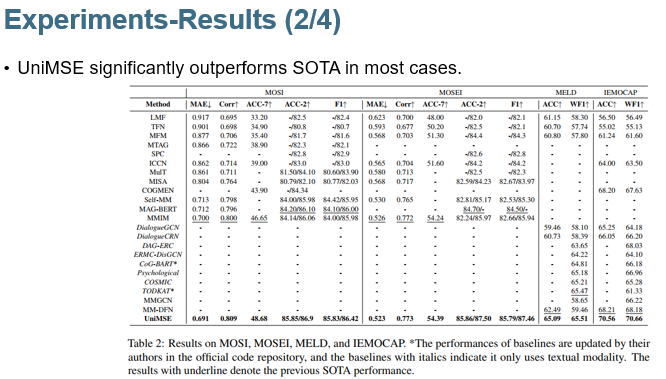 Experiments-Results (2/4)
• UniMSE significantly outperforms SOTA in most cases.
MOSI MOSEI MELD IEMOCAP
Method MAE↓ Corr↑ ACC-7↑ ACC-2↑ F1↑ MAE↓ Corr↑ ACC-7↑ ACC-2↑ F1↑ ACC↑ WF1↑ ACC↑ WF1↑
LMF 0.917 0.695 33.20 -/82.5 -/82.4 0.623 0.700 48.00 -/82.0 -/82.1 61.15 58.30 56.50 56.49
TFN 0.901 0.698 34.90 -/80.8 -/80.7 0.593 0.677 50.20 -/82.5 -/82.1 60.70 57.74 55.02 55.13
MFM 0.877 0.706 35.40 -/81.7 -/81.6 0.568 0.703 51.30 -/84.4 -/84.3 60.80 57.80 61.24 61.60
MTAG 0.866 0.722 38.90 -/82.3 -/82.1 - - - - - - - - -
SPC - - - -/82.8 -/82.9 - - - -/82.6 -/82.8 - - - -
ICCN 0.862 0.714 39.00 -/83.0 -/83.0 0.565 0.704 51.60 -/84.2 -/84.2 - - 64.00 63.50
MulT 0.861 0.711 - 81.50/84.10 80.60/83.90 0.580 0.713 - -/82.5 -/82.3 - - - -
MISA 0.804 0.764 - 80.79/82.10 80.77/82.03 0.568 0.717 - 82.59/84.23 82.67/83.97 - - - -
COGMEN - - 43.90 -/84.34 - - - - - - - - 68.20 67.63
Self-MM 0.713 0.798 - 84.00/85.98 84.42/85.95 0.530 0.765 - 82.81/85.17 82.53/85.30 - - - -
MAG-BERT 0.712 0.796 - 84.20/86.10 84.10/86.00 - - - 84.70/- 84.50/- - - - -
MMIM 0.700 0.800 46.65 84.14/86.06 84.00/85.98 0.526 0.772 54.24 82.24/85.97 82.66/85.94 - - - -
DialogueGCN - - - - - - - - - - 59.46 58.10 65.25 64.18
DialogueCRN - - - - - - - - - - 60.73 58.39 66.05 66.20
DAG-ERC - - - - - - - - - - - 63.65 - 68.03
ERMC-DisGCN - - - - - - - - - - - 64.22 - 64.10
CoG-BART* - - - - - - - - - - - 64.81 - 66.18
Psychological - - - - - - - - - - - 65.18 - 66.96
COSMIC - - - - - - - - - - - 65.21 - 65.28
TODKAT* - - - - - - - - - - - 65.47 - 61.33
MMGCN - - - - - - - - - - - 58.65 - 66.22
MM-DFN - - - - - - - - - - 62.49 59.46 68.21 68.18
UniMSE 0.691 0.809 48.68 85.85/86.9 85.83/86.42 0.523 0.773 54.39 85.86/87.50 85.79/87.46 65.09 65.51 70.56 70.66
Table 2: Results on MOSI, MOSEI, MELD, and IEMOCAP. *The performances of baselines are updated by their
authors in the official code repository, and the baselines with italics indicate it only uses textual modality. The
results with underline denote the previous SOTA performance.